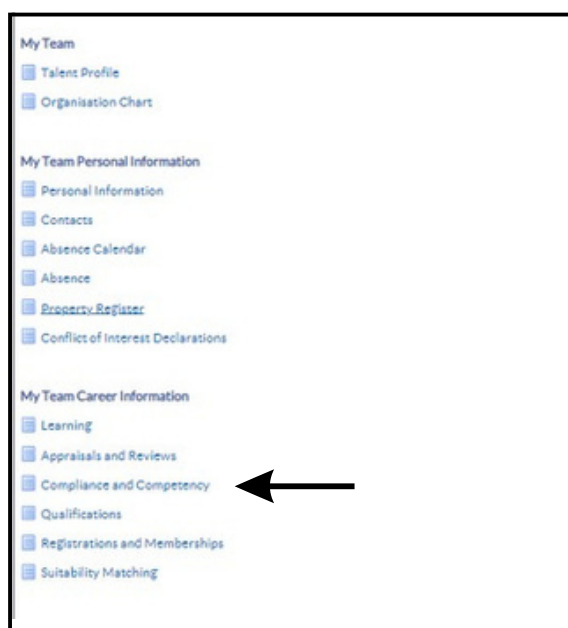 My Team
Talent Profile
Organisation Chart
My Team Personal Information
Personal Information
Contacts
Absence Calendar
Absence
Property Register
Conflict of Interest Declarations
My Team Career Information
Learning
Appraisals and Reviews
Compliance and Competency
Qualifications
Registrations and Memberships
Suitability Matching